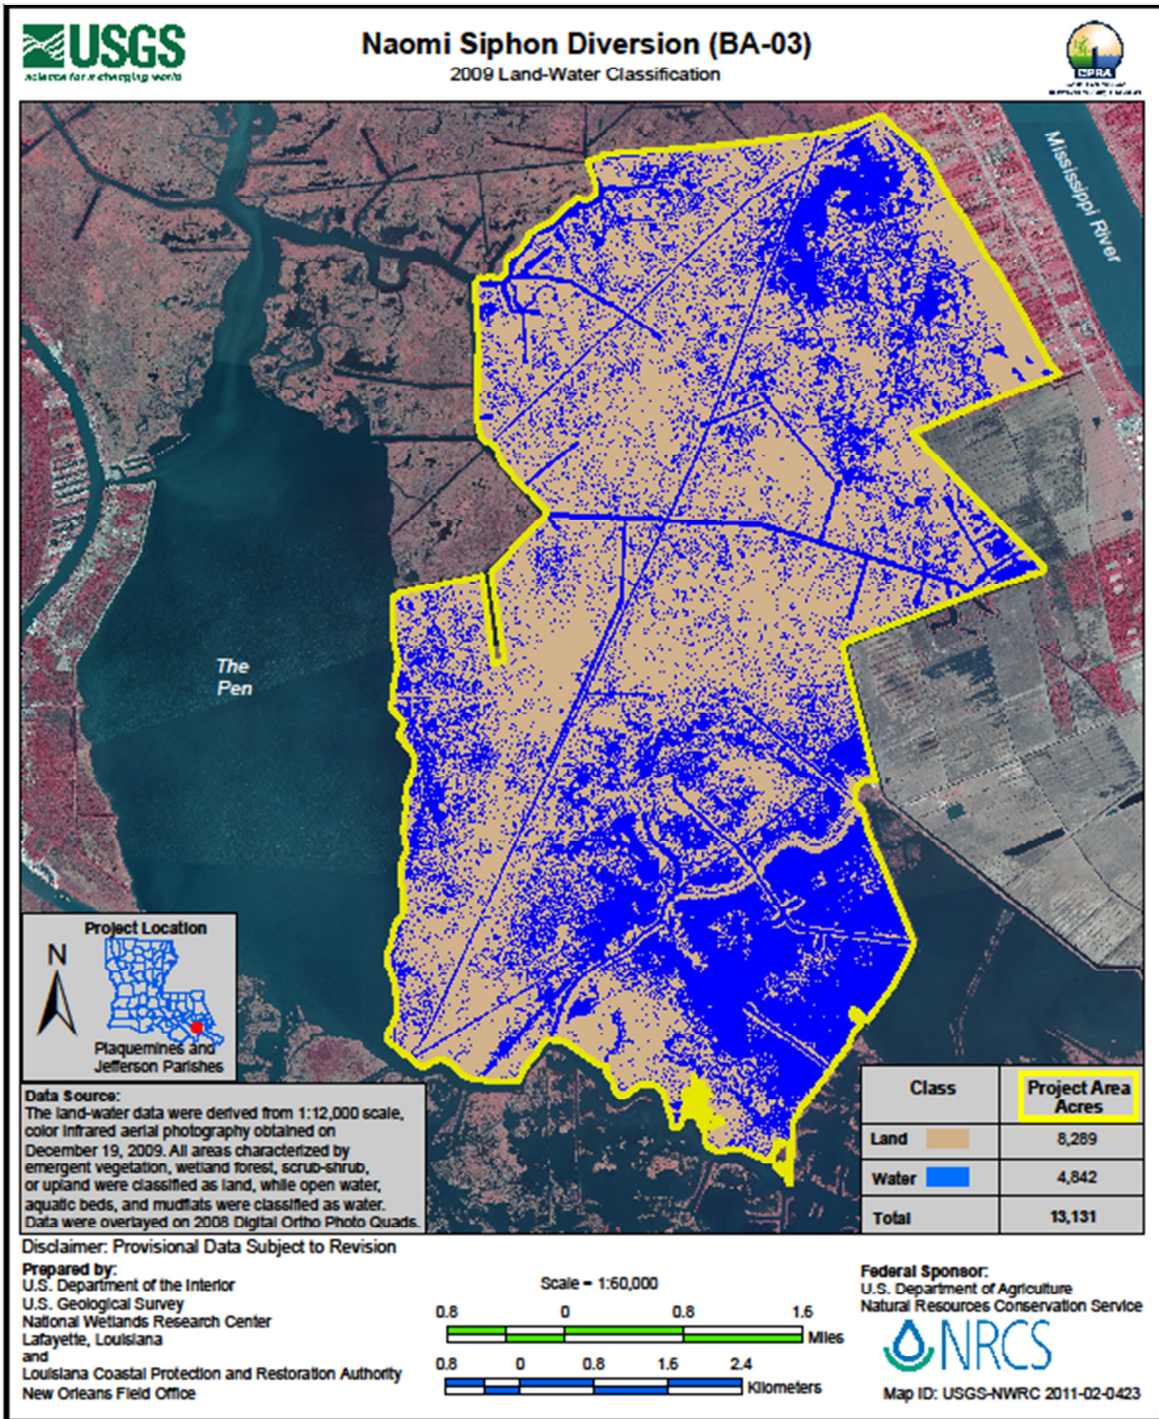 USGS
science for a changing world
Naomi Siphon Diversion (BA-03)
2009 Land-Water Classification
CPRA
Mississippi River
The
Pen
Project Location
N
Plaquemines and
Jefferson Parishes
Data Source:
The land-water data were derived from 1:12,000 scale,
color infrared aerial photography obtained on
December 19, 2009. All areas characterized by
emergent vegetation, wetland forest, scrub-shrub,
or upland were classified as land, while open water,
aquatic beds, and mudflats were classified as water.
Data were overlayed on 2008 Digital Ortho Photo Quads.
Class
Project Area
Acres
Land
8,289
Water
4,842
Total
13,131
Disclaimer: Provisional Data Subject to Revision
Prepared by:
U.S. Department of the Interior
U.S. Geological Survey
National Wetlands Research Center
Lafayette, Louisiana
and
Louisiana Coastal Protection and Restoration Authority
New Orleans Field Office
Scale = 1:60,000
0.8 0 0.8 1.6
Miles
0.8 0 0.8 1.6 2.4
Kilometers
Federal Sponsor:
U.S. Department of Agriculture
Natural Resources Conservation Service
NRCS
Map ID: USGS-NWRC 2011-02-0423